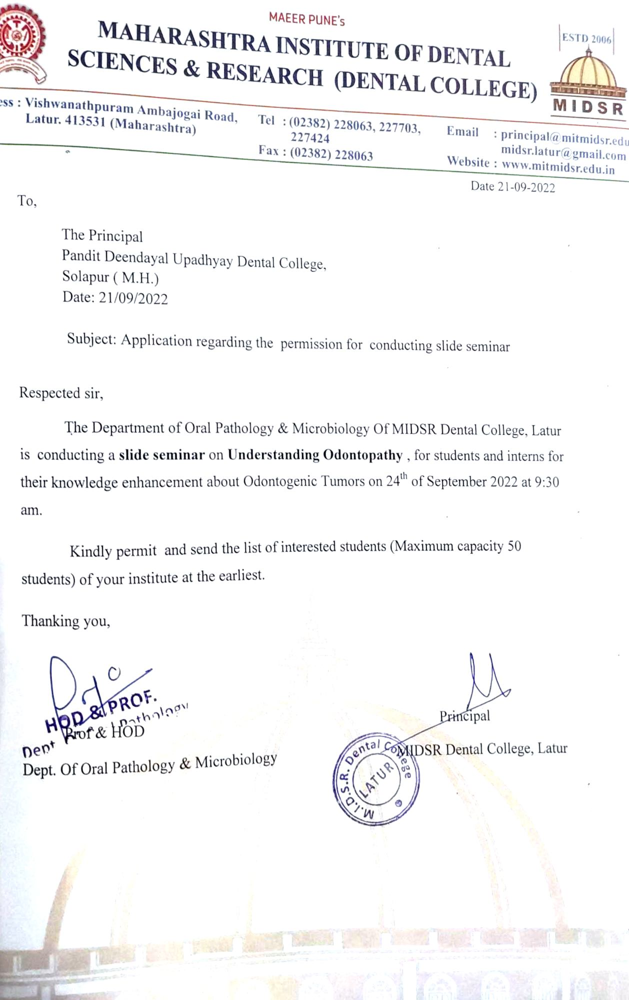 MAEER PUNE's
MAHARASHTRA INSTITUTE OF DENTAL
SCIENCES & RESEARCH (DENTAL COLLEGE)
ESTD 2006
MIDSR
ess : Vishwanathpuram Ambajogai Road,
Latur. 413531 (Maharashtra)
Tel : (02382) 228063, 227703,
227424
Fax : (02382) 228063
Email : principal@mitmidsr.edu
midsr.latur@gmail.com
Website : www.mitmidsr.edu.in
Date 21-09-2022
To,
The Principal
Pandit Deendayal Upadhyay Dental College,
Solapur ( M.H.)
Date: 21/09/2022
Subject: Application regarding the permission for conducting slide seminar
Respected sir,
The Department of Oral Pathology & Microbiology Of MIDSR Dental College, Latur
is conducting a slide seminar on Understanding Odontopathy , for students and interns for
their knowledge enhancement about Odontogenic Tumors on 24th of September 2022 at 9:30
am.
Kindly permit and send the list of interested students (Maximum capacity 50
students) of your institute at the earliest.
Thanking you,
HOD & PROF.
Dept Pathology
Prof & HOD
Dept. Of Oral Pathology & Microbiology
Principal
MIDSR Dental College, Latur
M.I.D.S.R. Dental College
LATUR